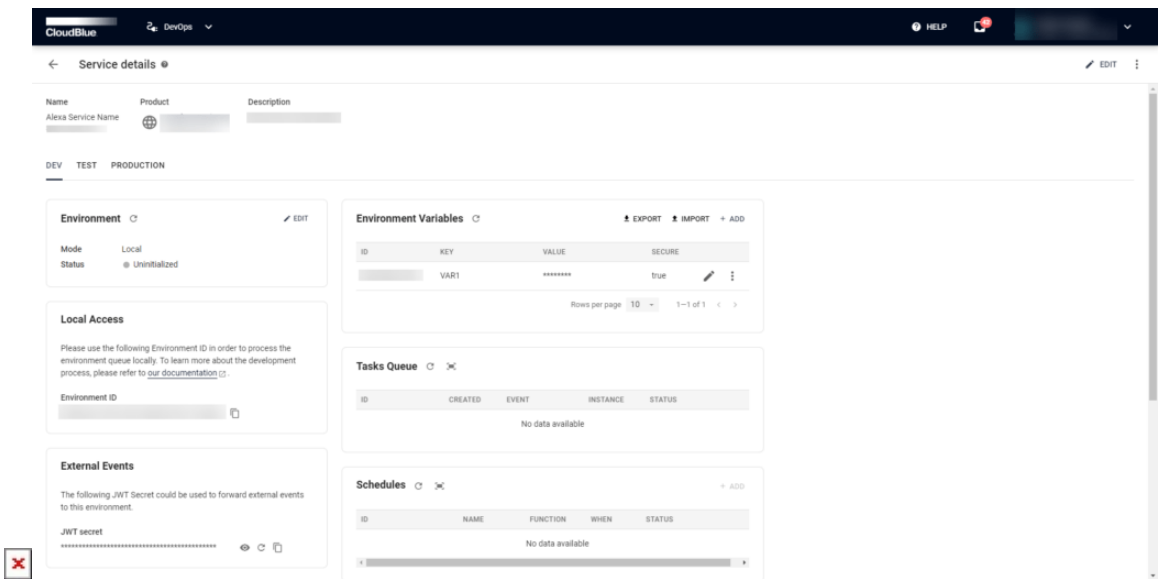 CloudBlue
DevOps
HELP
Service details
EDIT
Name Product Description
Alexa Service Name
DEV TEST PRODUCTION
Environment
EDIT
Mode Local
Status Uninitialized
Local Access
Please use the following Environment ID in order to process the
environment queue locally. To learn more about the development
process, please refer to our documentation.
Environment ID
External Events
The following JWT Secret could be used to forward external events
to this environment.
JWT secret
********************************************
Environment Variables
EXPORT IMPORT + ADD
ID KEY VALUE SECURE
VAR1 ******** true
Rows per page 10 1–1 of 1 < >
Tasks Queue
ID CREATED EVENT INSTANCE STATUS
No data available
Schedules
+ ADD
ID NAME FUNCTION WHEN STATUS
No data available